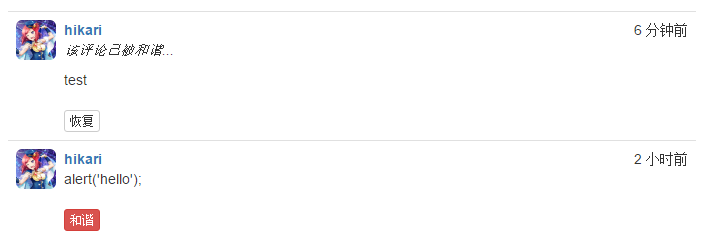 hikari 6 分钟前
该评论已被和谐...
test
恢复
hikari 2 小时前
alert('hello');
和谐